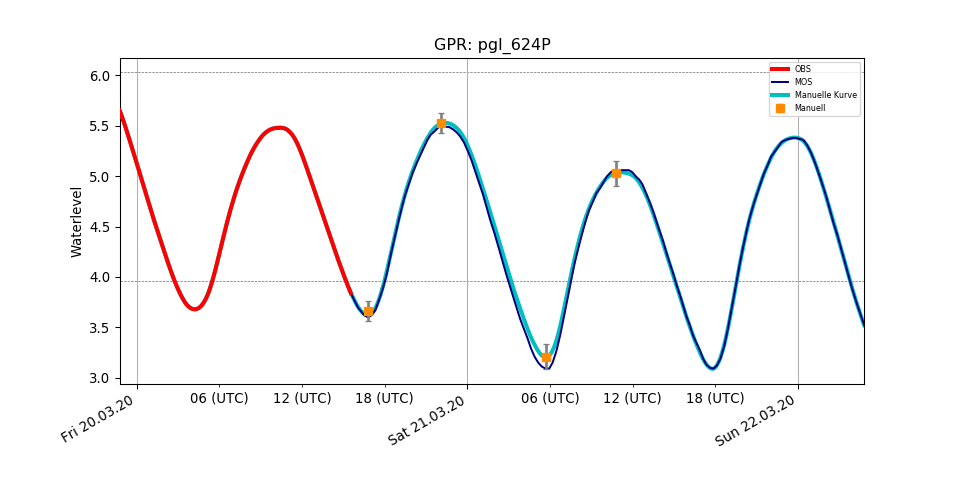 GPR: pgl_624P
OBS
MOS
Manuelle Kurve
Manuell
Waterlevel
6.0
5.5
5.0
4.5
4.0
3.5
3.0
Fri 20.03.20
06 (UTC)
12 (UTC)
18 (UTC)
Sat 21.03.20
06 (UTC)
12 (UTC)
18 (UTC)
Sun 22.03.20